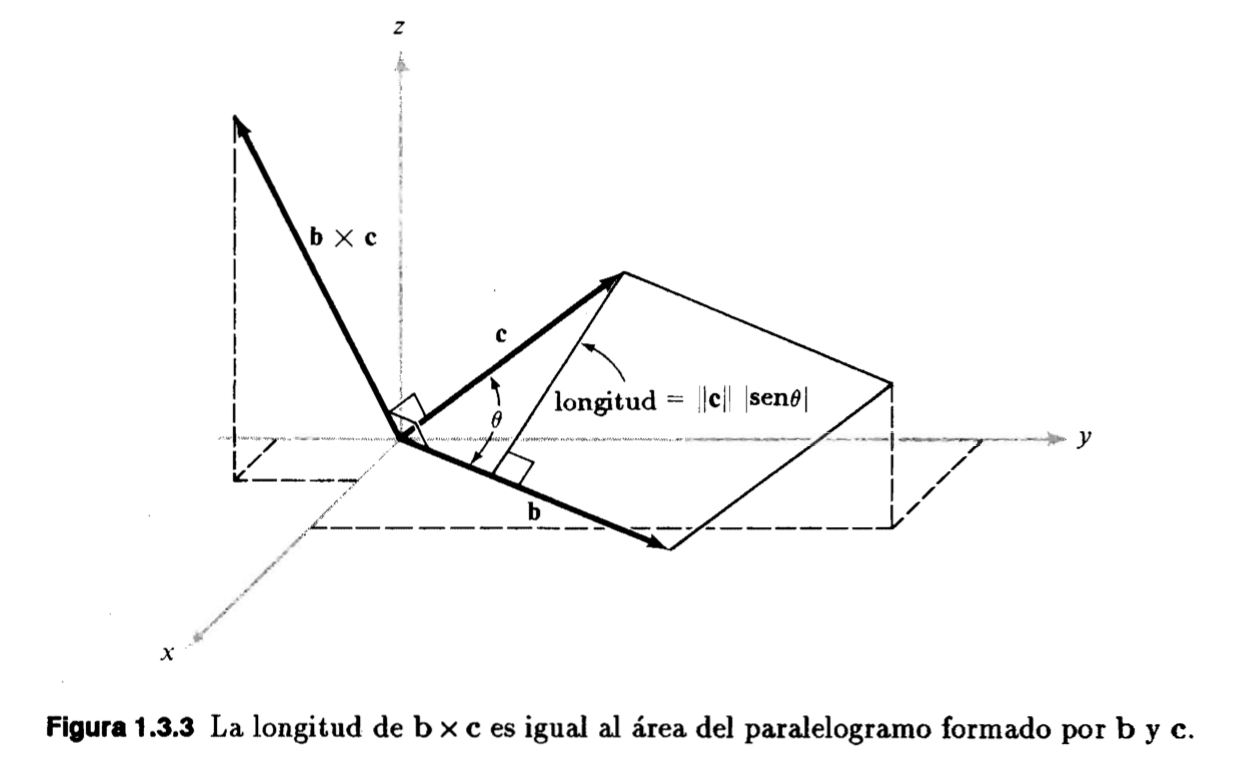 z
b × c
c
longitud = ||c|| |senθ|
θ
y
b
x
Figura 1.3.3 La longitud de b × c es igual al área del paralelogramo formado por b y c.